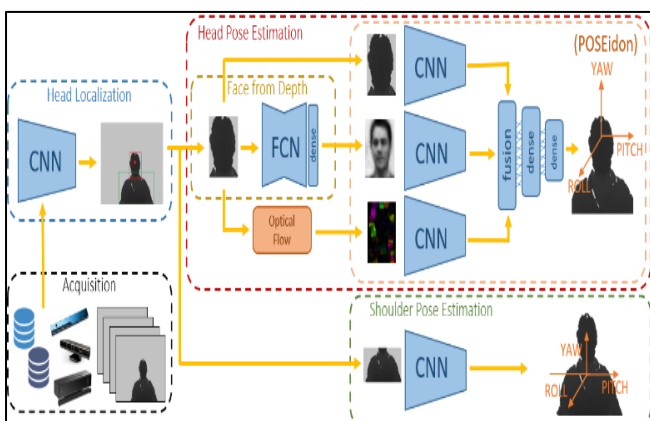 Head Pose Estimation
(POSEidon)
Head Localization
Face from Depth
CNN
FCN
dense
CNN
CNN
CNN
fusion
dense
dense
YAW
PITCH
ROLL
Optical
Flow
Acquisition
Shoulder Pose Estimation
CNN
YAW
ROLL
PITCH